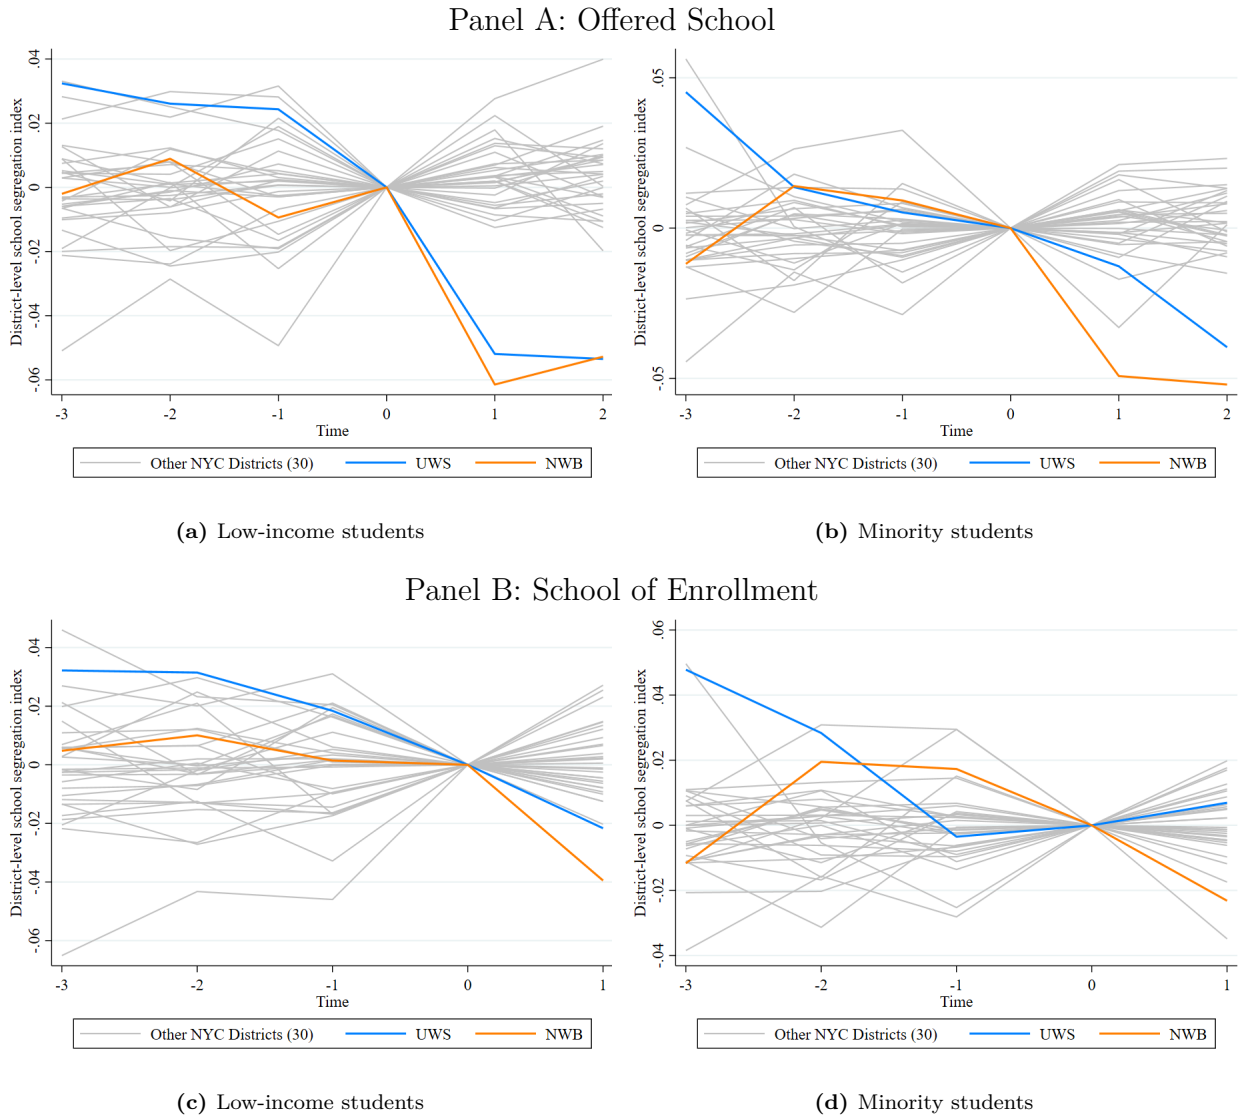 Panel A: Offered School
District-level school segregation index
.04
.02
0
-.02
-.04
-.06
-3 -2 -1 0 1 2
Time
Other NYC Districts (30) UWS NWB
(a) Low-income students
District-level school segregation index
.05
0
-.05
-3 -2 -1 0 1 2
Time
Other NYC Districts (30) UWS NWB
(b) Minority students
Panel B: School of Enrollment
District-level school segregation index
.04
.02
0
-.02
-.04
-.06
-3 -2 -1 0 1
Time
Other NYC Districts (30) UWS NWB
(c) Low-income students
District-level school segregation index
.06
.04
.02
0
-.02
-.04
-3 -2 -1 0 1
Time
Other NYC Districts (30) UWS NWB
(d) Minority students